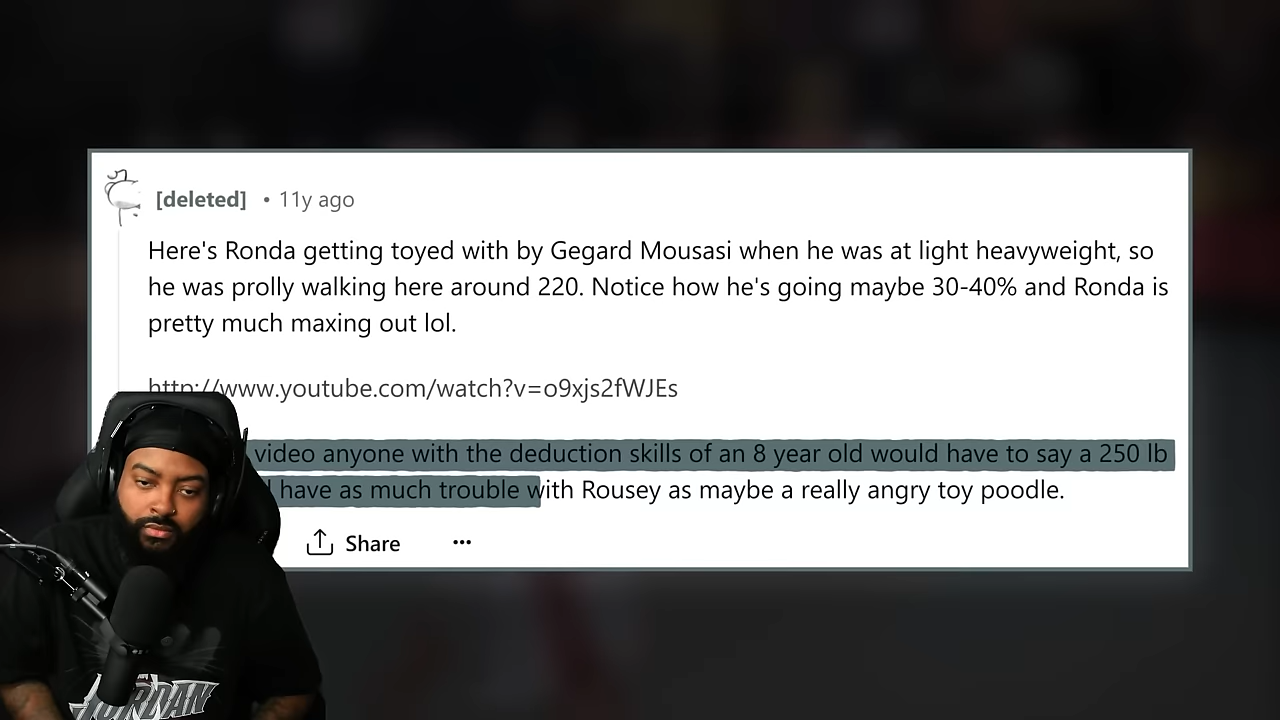 [deleted] • 11y ago
Here's Ronda getting toyed with by Gegard Mousasi when he was at light heavyweight, so
he was prolly walking here around 220. Notice how he's going maybe 30-40% and Ronda is
pretty much maxing out lol.
http://www.youtube.com/watch?v=o9xjs2fWJEs
video anyone with the deduction skills of an 8 year old would have to say a 250 lb
have as much trouble with Rousey as maybe a really angry toy poodle.
Share •••
JORDAN